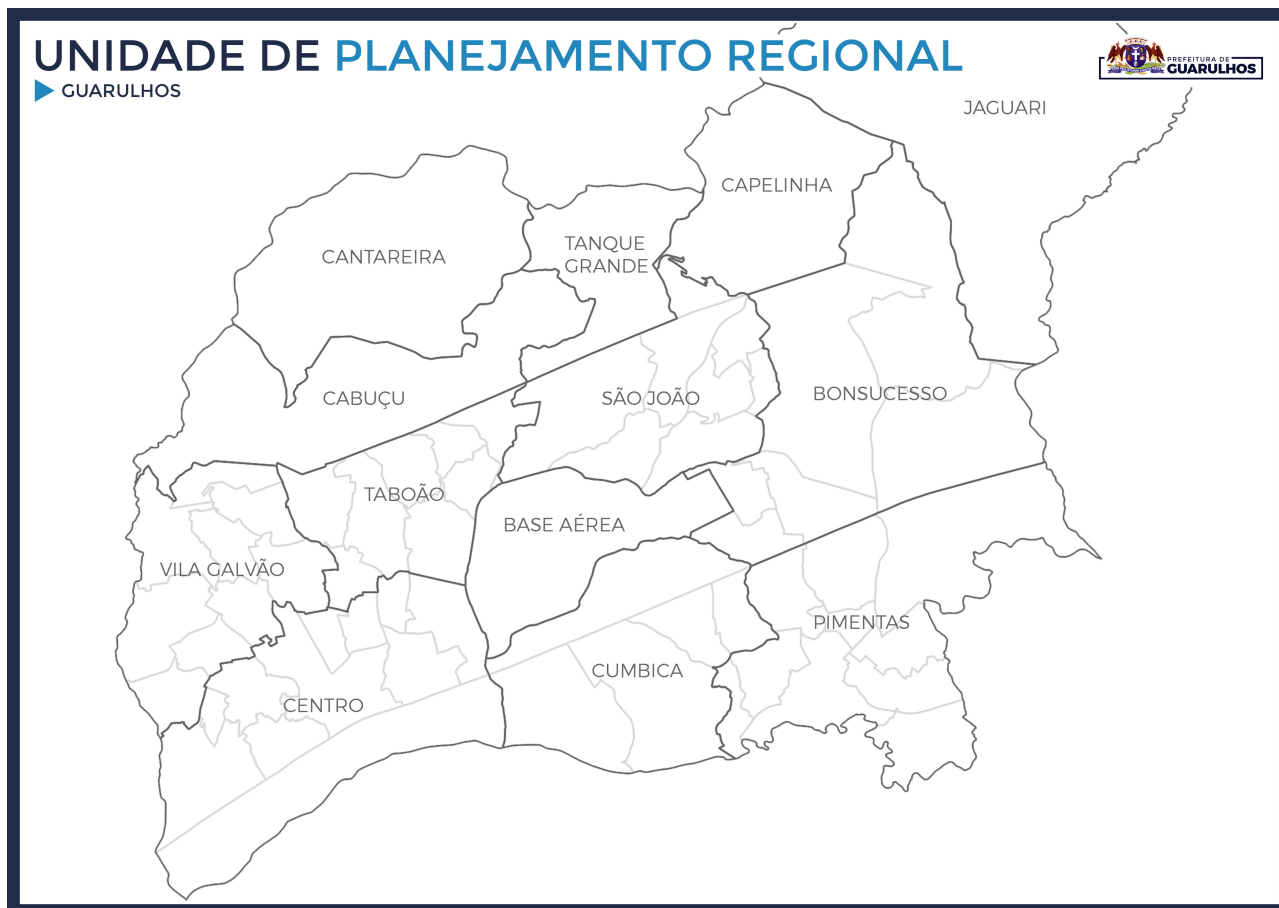 UNIDADE DE PLANEJAMENTO REGIONAL
GUARULHOS
PREFEITURA DE
GUARULHOS
JAGUARI
CAPELINHA
TANQUE
GRANDE
CANTAREIRA
CABUÇU
SÃO JOÃO
BONSUCESSO
TABOÃO
BASE AÉREA
VILA GALVÃO
PIMENTAS
CUMBICA
CENTRO